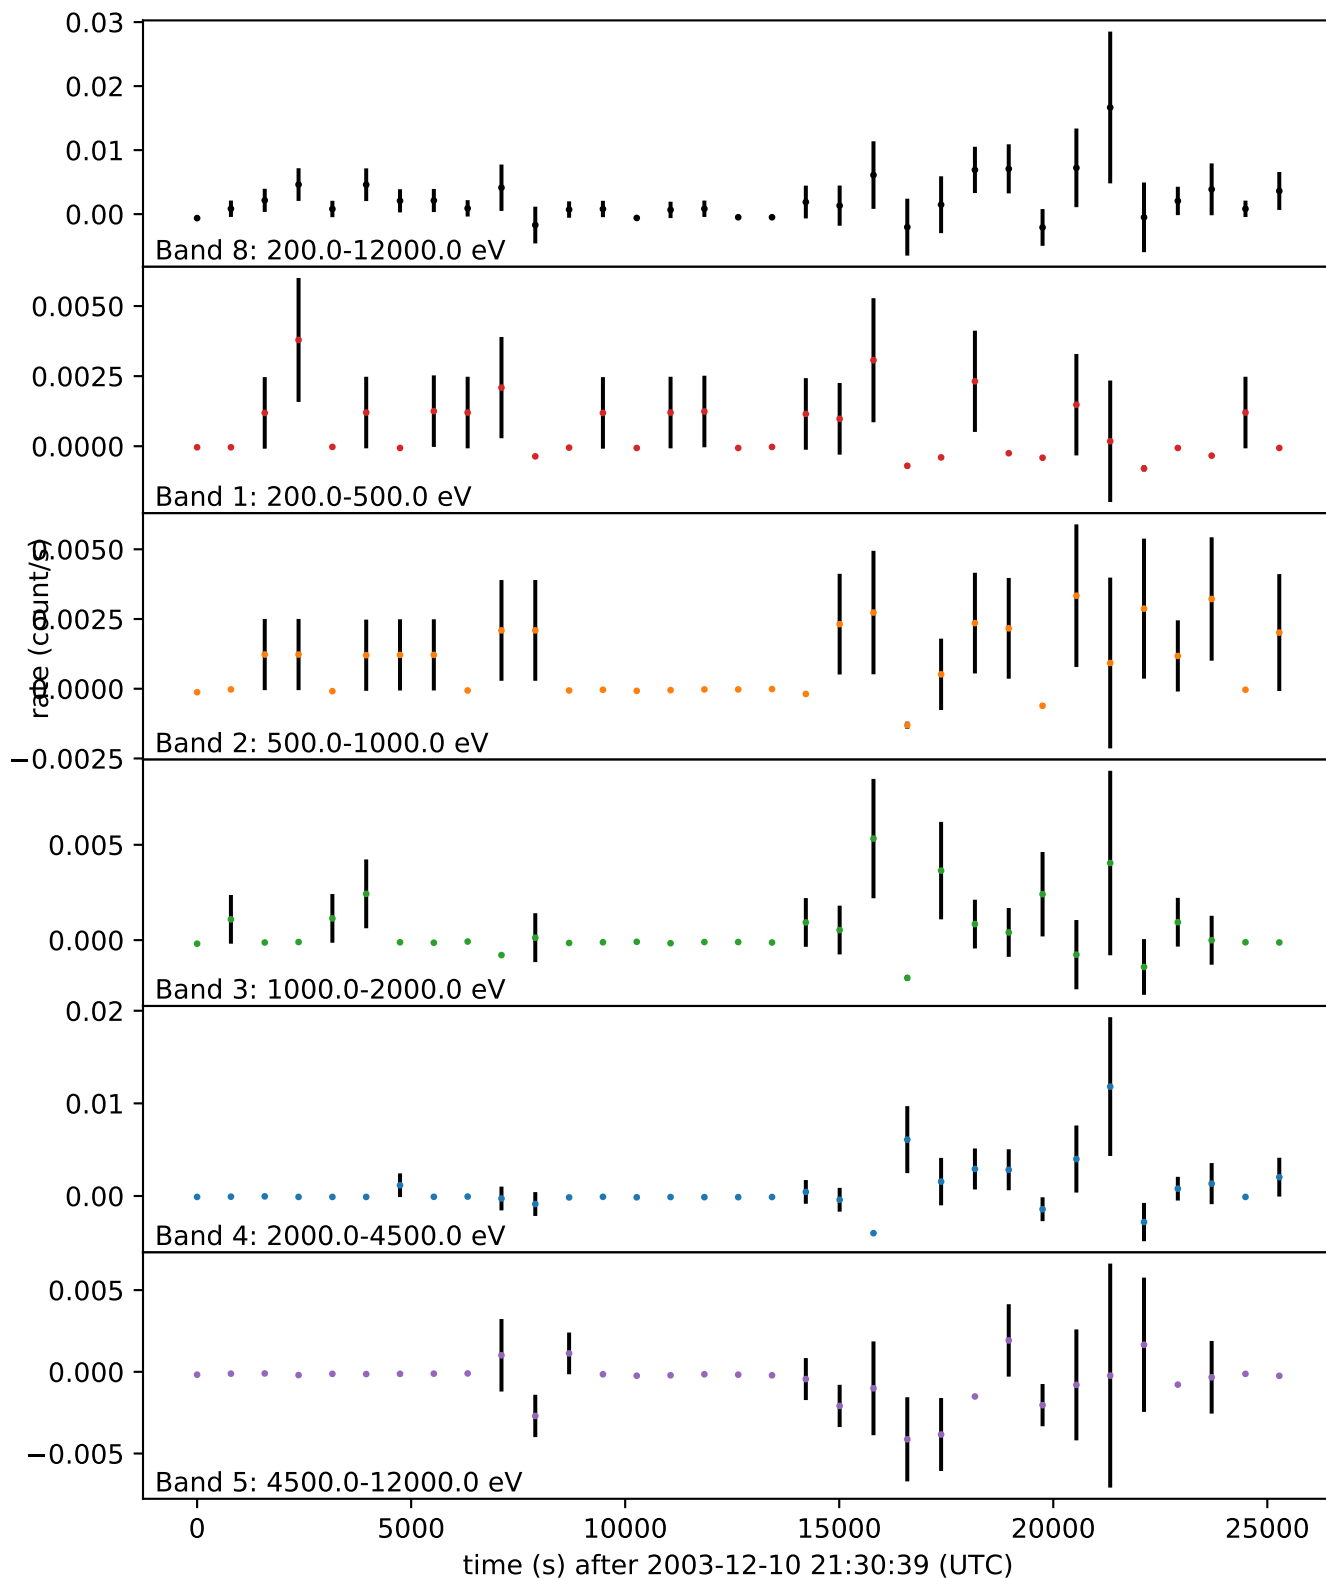 0.03
0.02
0.01
0.00
Band 8: 200.0-12000.0 eV
0.0050
0.0025
0.0000
Band 1: 200.0-500.0 eV
rate (count/s)
0.0050
0.0025
0.0000
−0.0025
Band 2: 500.0-1000.0 eV
0.005
0.000
Band 3: 1000.0-2000.0 eV
0.02
0.01
0.00
Band 4: 2000.0-4500.0 eV
0.005
0.000
−0.005
Band 5: 4500.0-12000.0 eV
0 5000 10000 15000 20000 25000
time (s) after 2003-12-10 21:30:39 (UTC)